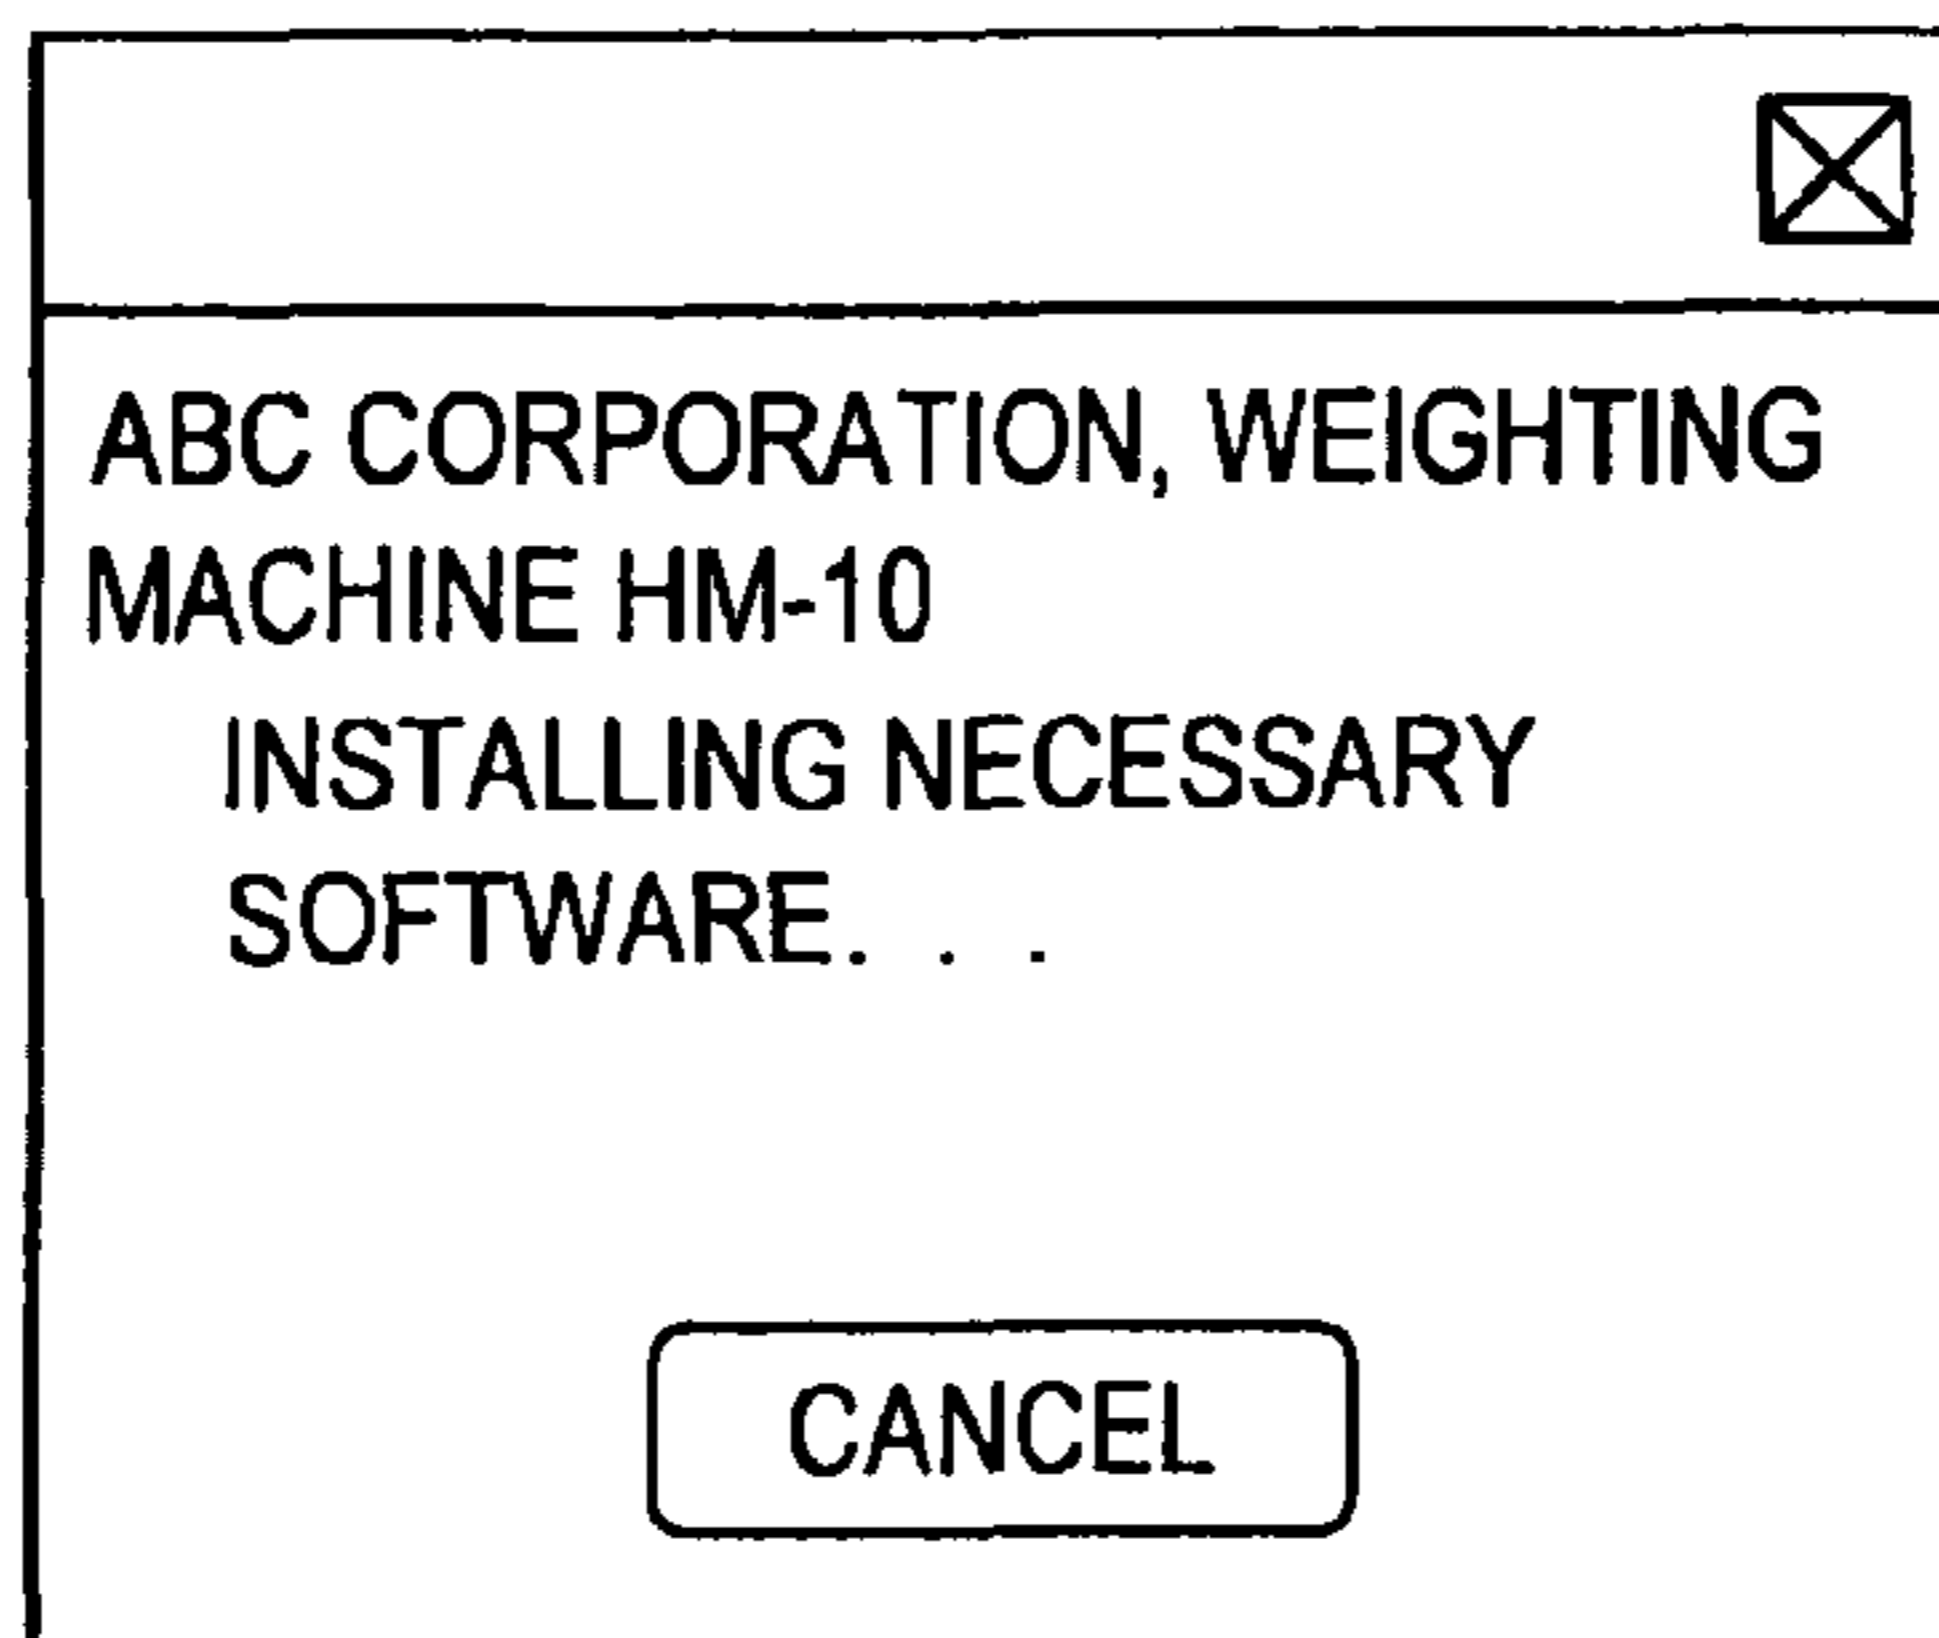 ABC CORPORATION, WEIGHTING
MACHINE HM-10
INSTALLING NECESSARY
SOFTWARE. . .
CANCEL